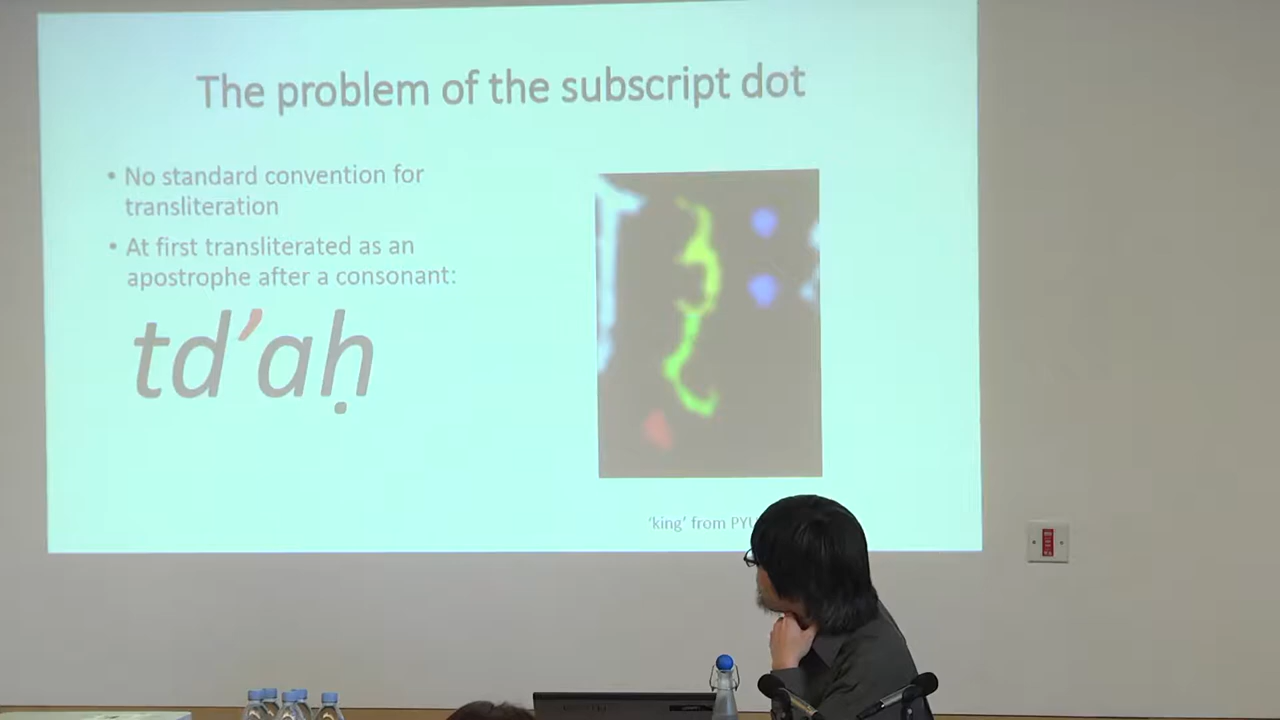 The problem of the subscript dot
• No standard convention for
transliteration
• At first transliterated as an
apostrophe after a consonant:
td’aḥ
‘king’ from PYU